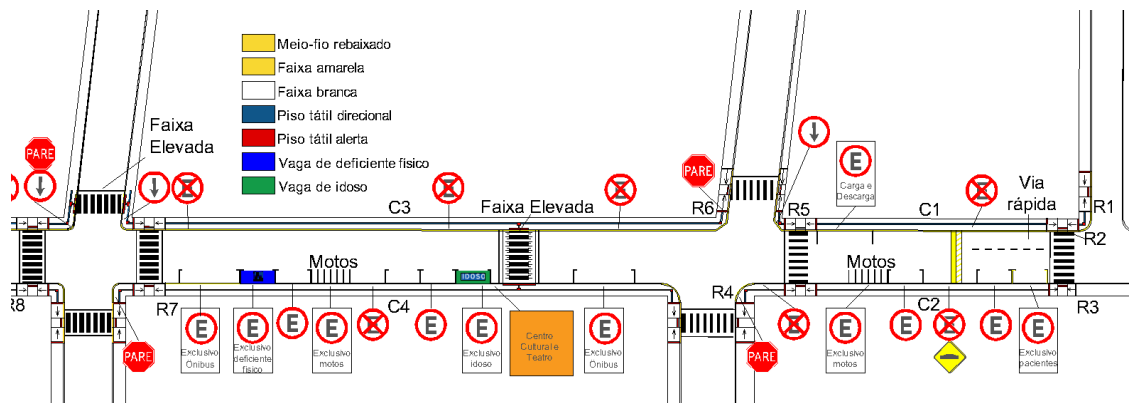 Meio-fio rebaixado
Faixa amarela
Faixa branca
Piso tátil direcional
Piso tátil alerta
Vaga de deficiente fisico
Vaga de idoso
Faixa
Elevada
PARE
PARE
E
Carga e
Descarga
Via
rápida
C3
Faixa Elevada
R6
R5
C1
R1
R2
Motos
IDOSO
Motos
R8
R7
C4
R4
C2
R3
PARE
E
Exclusivo
Ônibus
E
Exclusivo
deficiente
físico
E
E
Exclusivo
motos
E
E
Exclusivo
idoso
Centro
Cultural e
Teatro
E
Exclusivo
Ônibus
PARE
E
Exclusivo
motos
E
E
E
Exclusivo
pacientes